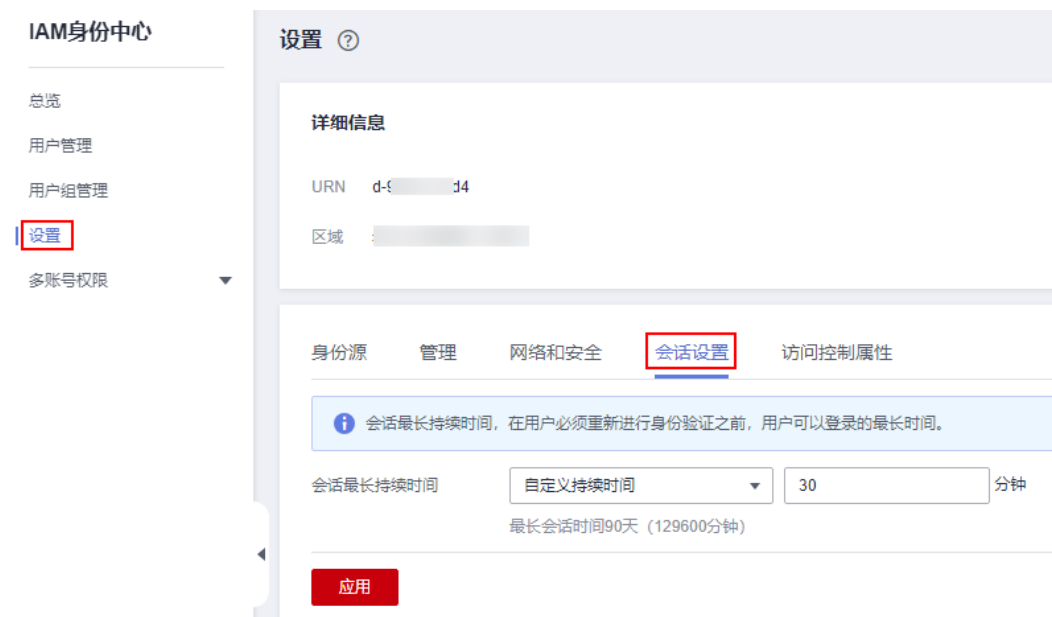 IAM身份中心
总览
用户管理
用户组管理
设置
多账号权限
设置
详细信息
URN d-9 d4
区域
身份源 管理 网络和安全 会话设置 访问控制属性
会话最长持续时间，在用户必须重新进行身份验证之前，用户可以登录的最长时间。
会话最长持续时间 自定义持续时间 30 分钟
最长会话时间90天（129600分钟）
应用